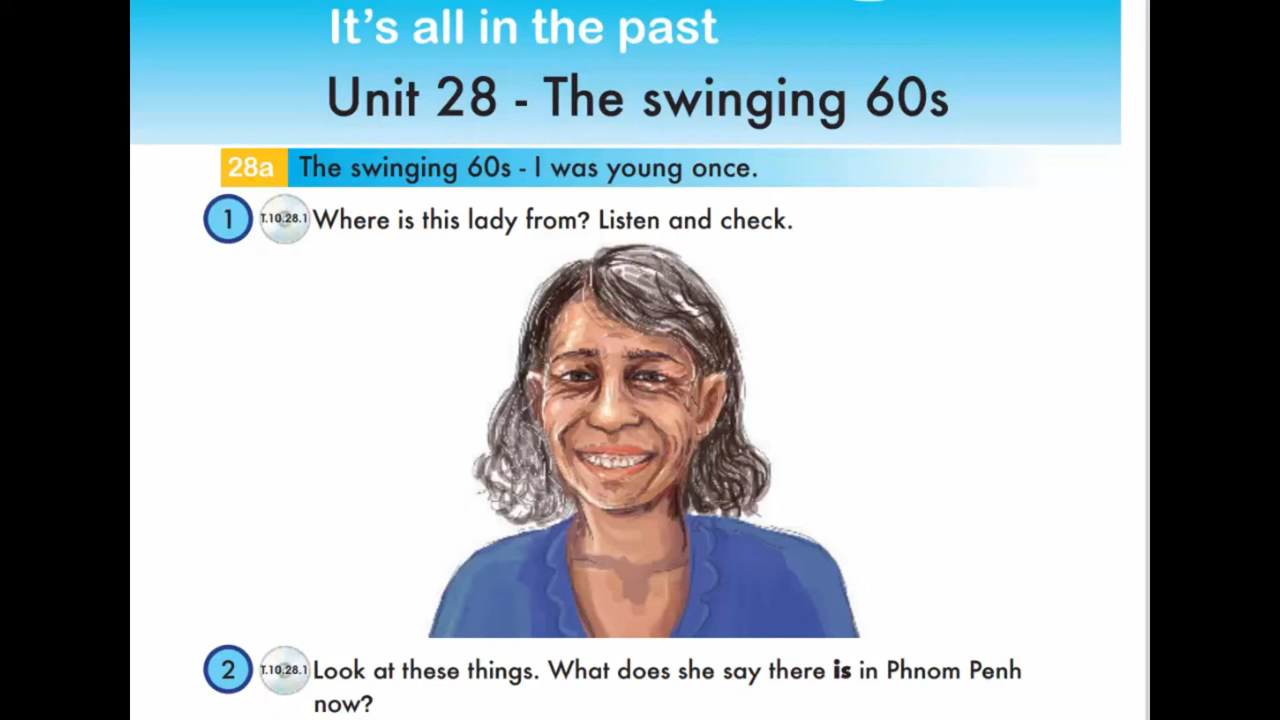 It's all in the past
Unit 28 - The swinging 60s
28a The swinging 60s - I was young once.
1 T.10.28.1 Where is this lady from? Listen and check.
2 T.10.28.1 Look at these things. What does she say there is in Phnom Penh
now?